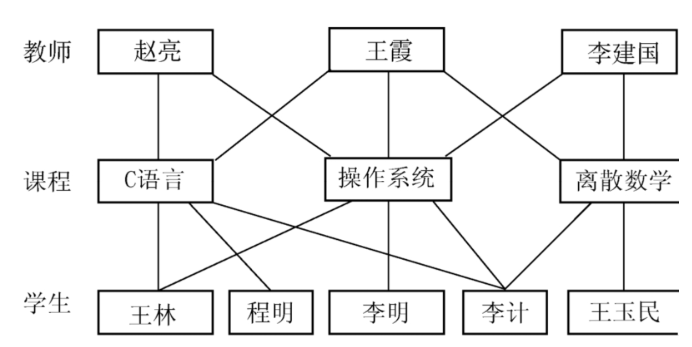 教师 赵亮 王霞 李建国
课程 C语言 操作系统 离散数学
学生 王林 程明 李明 李计 王玉民